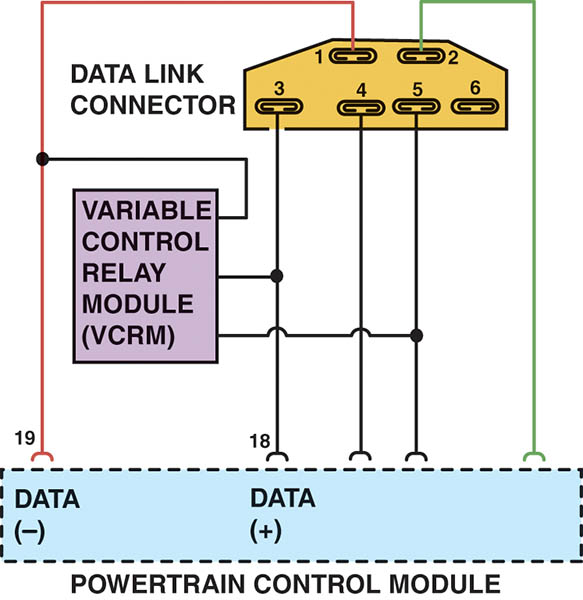 1
2
DATA LINK
CONNECTOR
3
4
5
6
VARIABLE
CONTROL
RELAY
MODULE
(VCRM)
19
18
DATA
(–)
DATA
(+)
POWERTRAIN CONTROL MODULE